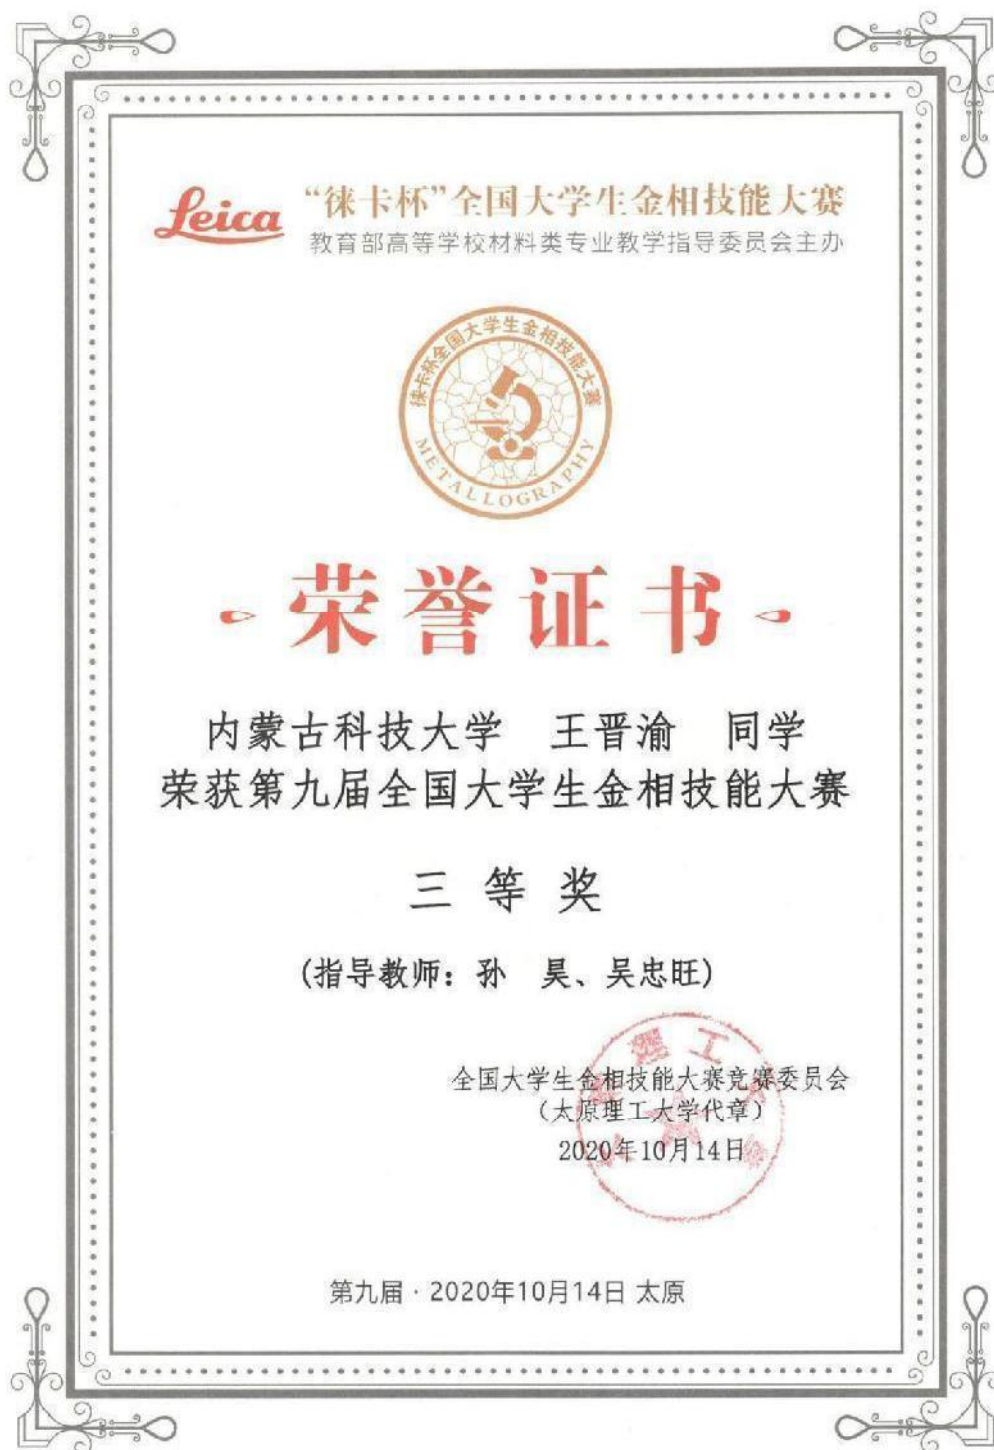 Leica
“徕卡杯”全国大学生金相技能大赛
教育部高等学校材料类专业教学指导委员会主办
徕卡杯全国大学生金相技能大赛
METALLOGRAPHY
荣誉证书
内蒙古科技大学 王晋渝 同学
荣获第九届全国大学生金相技能大赛
三等奖
(指导教师：孙 昊、吴忠旺)
全国大学生金相技能大赛竞赛委员会
（太原理工大学代章）
2020年10月14日
第九届·2020年10月14日 太原